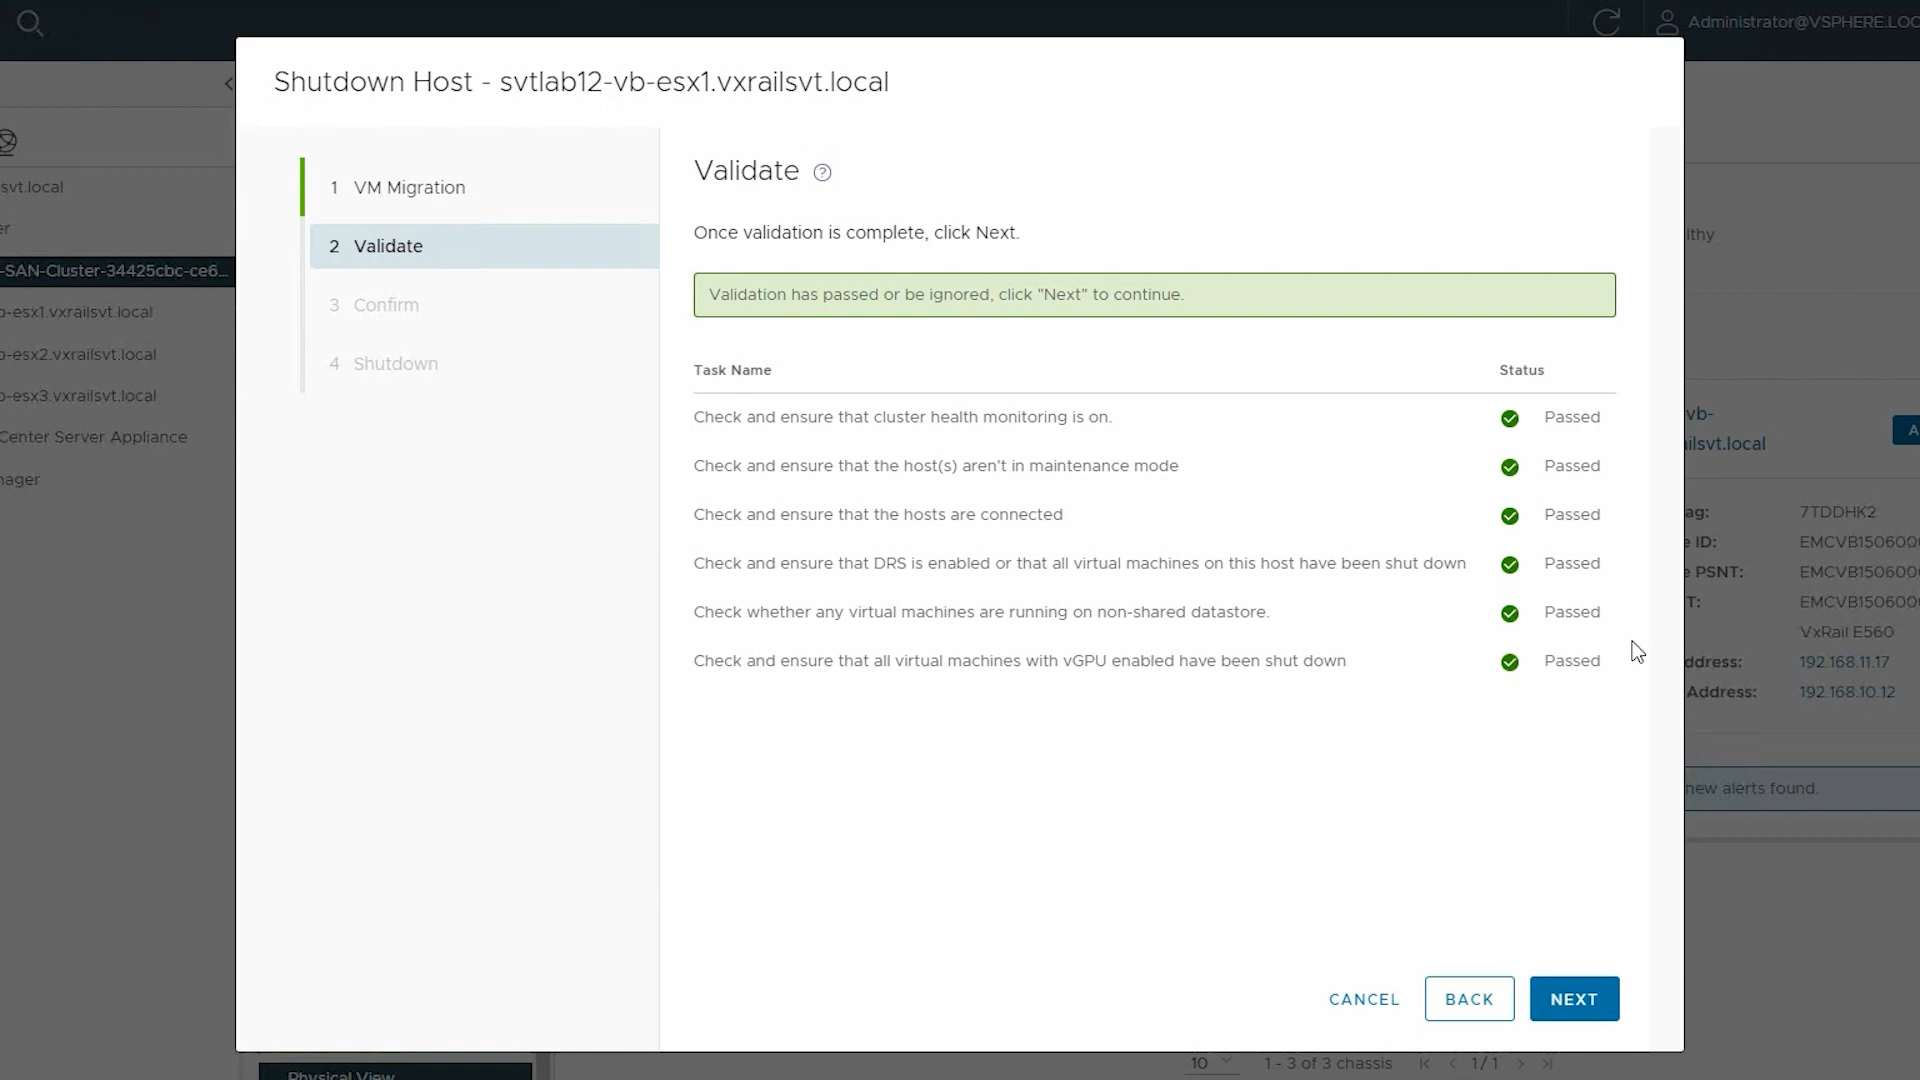 Administrator@VSPHERE.LOC
Shutdown Host - svtlab12-vb-esx1.vxrailsvt.local
1 VM Migration
2 Validate
3 Confirm
4 Shutdown
Validate
Once validation is complete, click Next.
Validation has passed or be ignored, click "Next" to continue.
Task Name Status
Check and ensure that cluster health monitoring is on. Passed
Check and ensure that the host(s) aren't in maintenance mode Passed
Check and ensure that the hosts are connected Passed
Check and ensure that DRS is enabled or that all virtual machines on this host have been shut down Passed
Check whether any virtual machines are running on non-shared datastore. Passed
Check and ensure that all virtual machines with vGPU enabled have been shut down Passed
CANCEL BACK NEXT
svt.local
er
-SAN-Cluster-34425cbc-ce6...
o-esx1.vxrailsvt.local
o-esx2.vxrailsvt.local
o-esx3.vxrailsvt.local
Center Server Appliance
nager
lthy
vb-
ilsvt.local
A
ag: 7TDDHK2
e ID: EMCVB150600
e PSNT: EMCVB150600
T: EMCVB150600
VxRail E560
ddress: 192.168.11.17
Address: 192.168.10.12
new alerts found.
Physical View
10 1 - 3 of 3 chassis 1 / 1